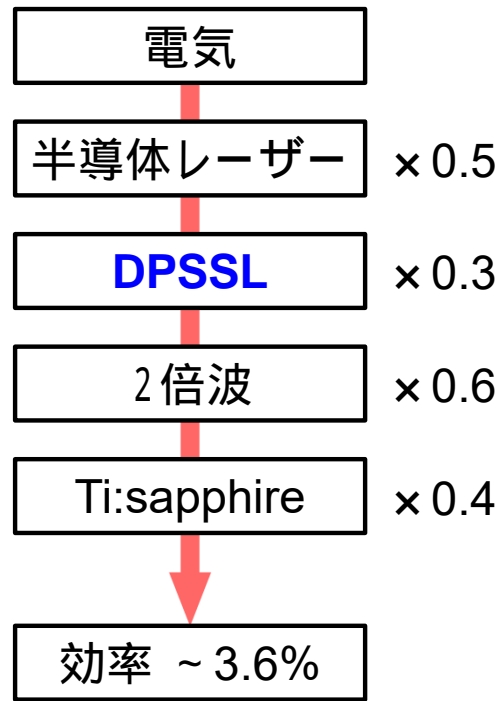 電気
半導体レーザー ×0.5
DPSSL ×0.3
2倍波 ×0.6
Ti:sapphire ×0.4
効率 ~3.6%